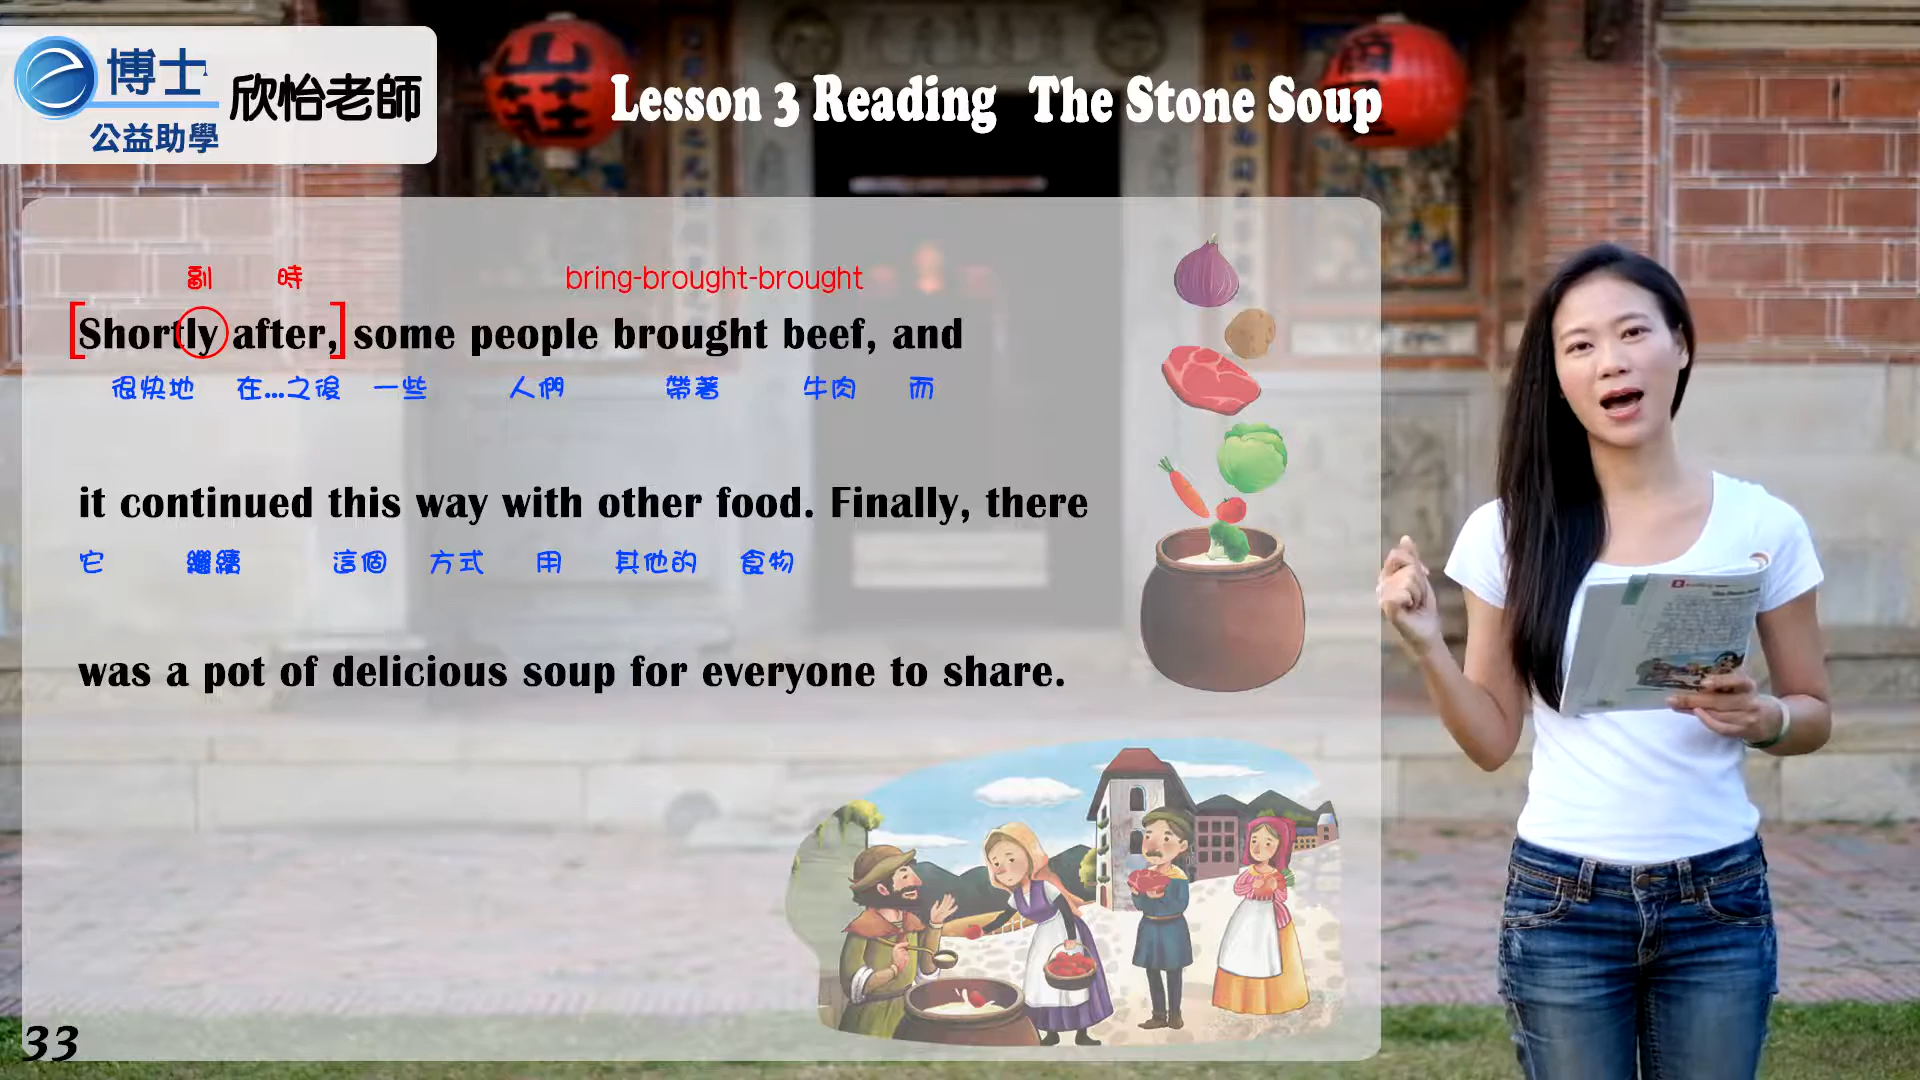 博士
公益助學
欣怡老師
山莊
Lesson 3 Reading The Stone Soup
副 時 bring-brought-brought
[Shortly after,] some people brought beef, and
很快地 在...之後 一些 人們 帶著 牛肉 而
it continued this way with other food. Finally, there
它 繼續 這個 方式 用 其他的 食物
was a pot of delicious soup for everyone to share.
33